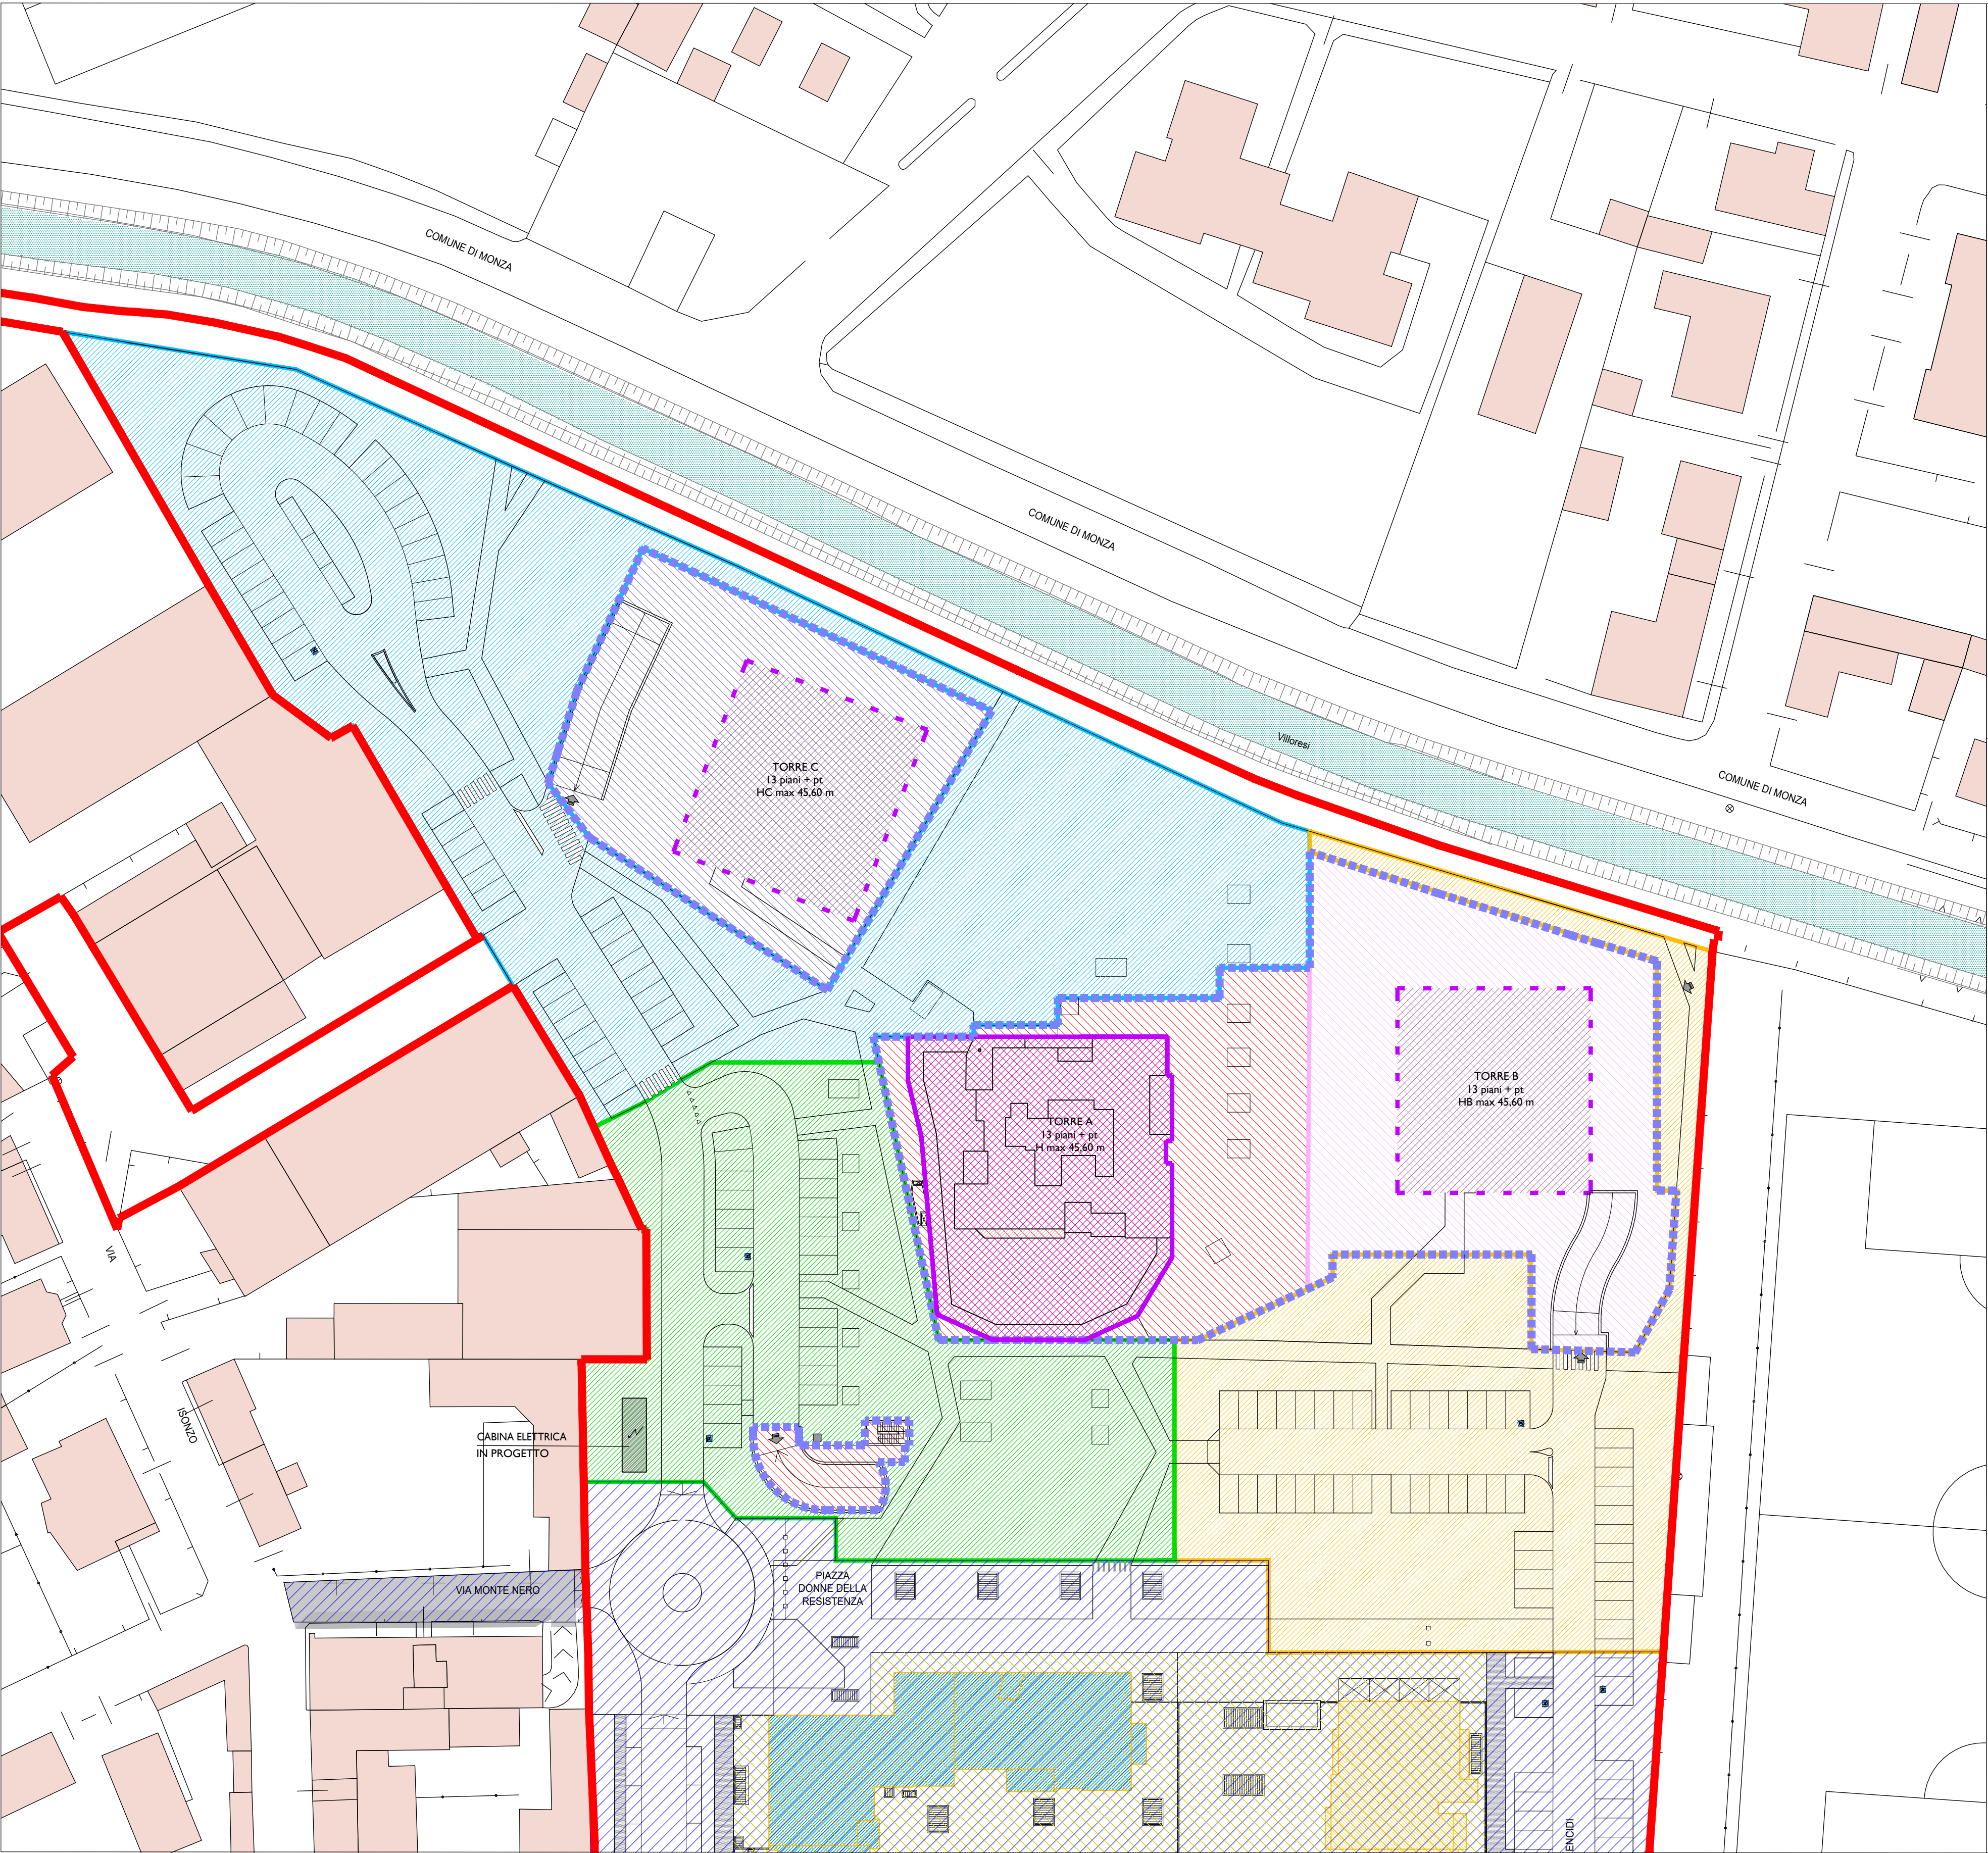 COMUNE DI MONZA
COMUNE DI MONZA
Villoresi
COMUNE DI MONZA
TORRE C
13 piani + pt
HC max 45,60 m
TORRE B
13 piani + pt
HB max 45,60 m
TORRE A
13 piani + pt
H max 45,60 m
VIA
ISONZO
CABINA ELETTRICA
IN PROGETTO
VIA MONTE NERO
PIAZZA
DONNE DELLA
RESISTENZA
ENCIDI